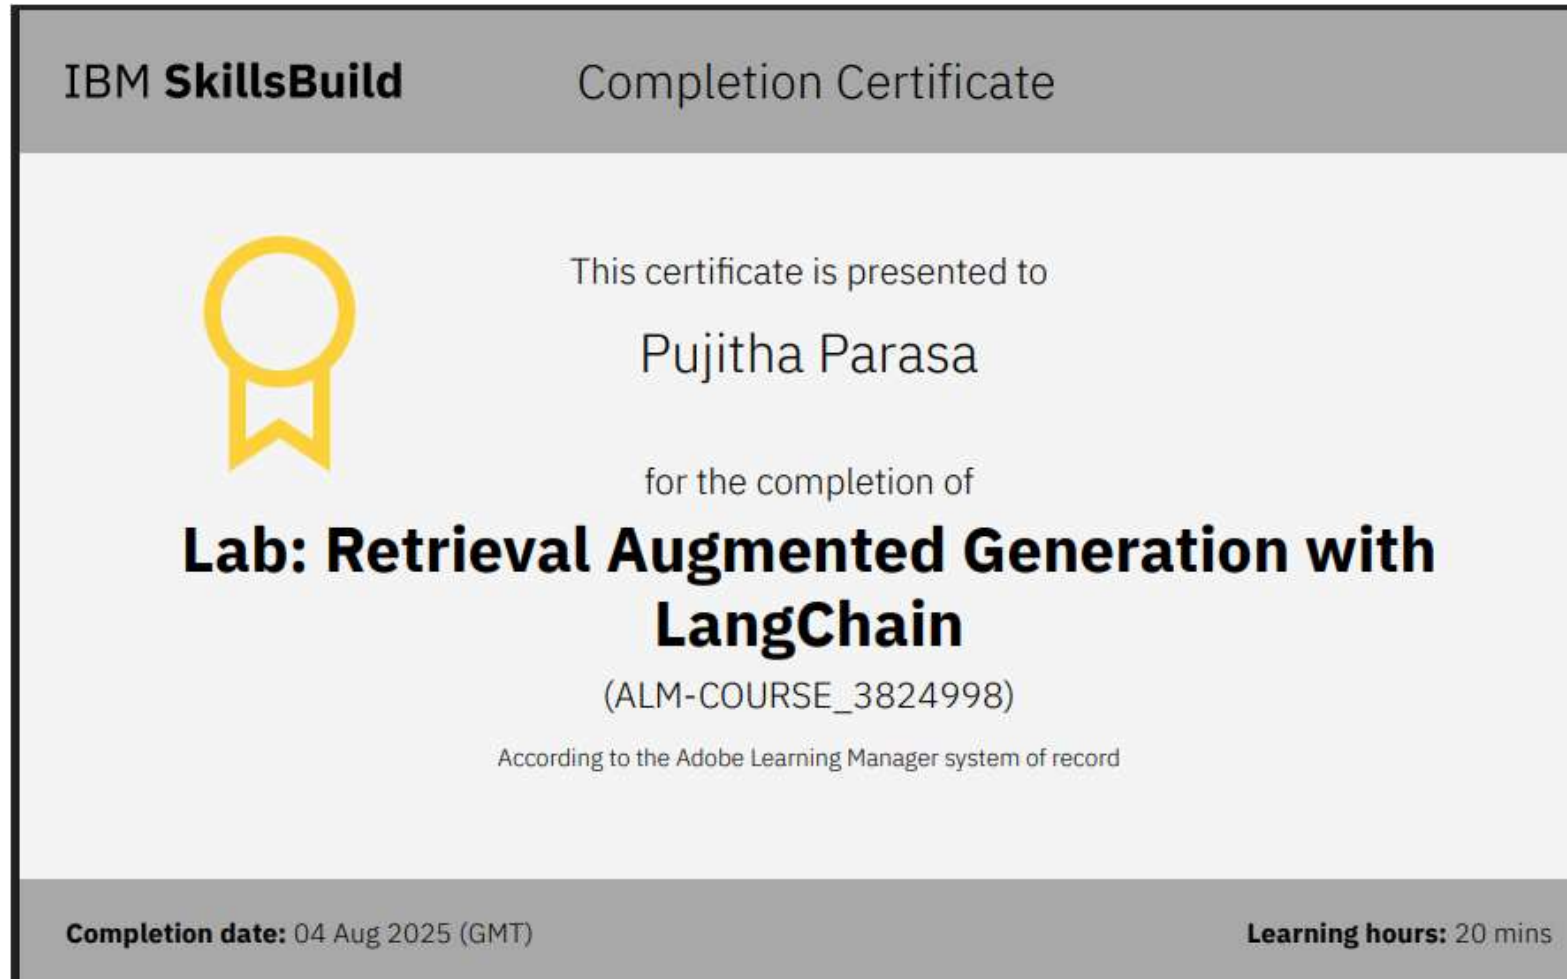 IBM SkillsBuild
Completion Certificate
This certificate is presented to
Pujitha Parasa
for the completion of
Lab: Retrieval Augmented Generation with
LangChain
(ALM-COURSE_3824998)
According to the Adobe Learning Manager system of record
Completion date: 04 Aug 2025 (GMT)
Learning hours: 20 mins